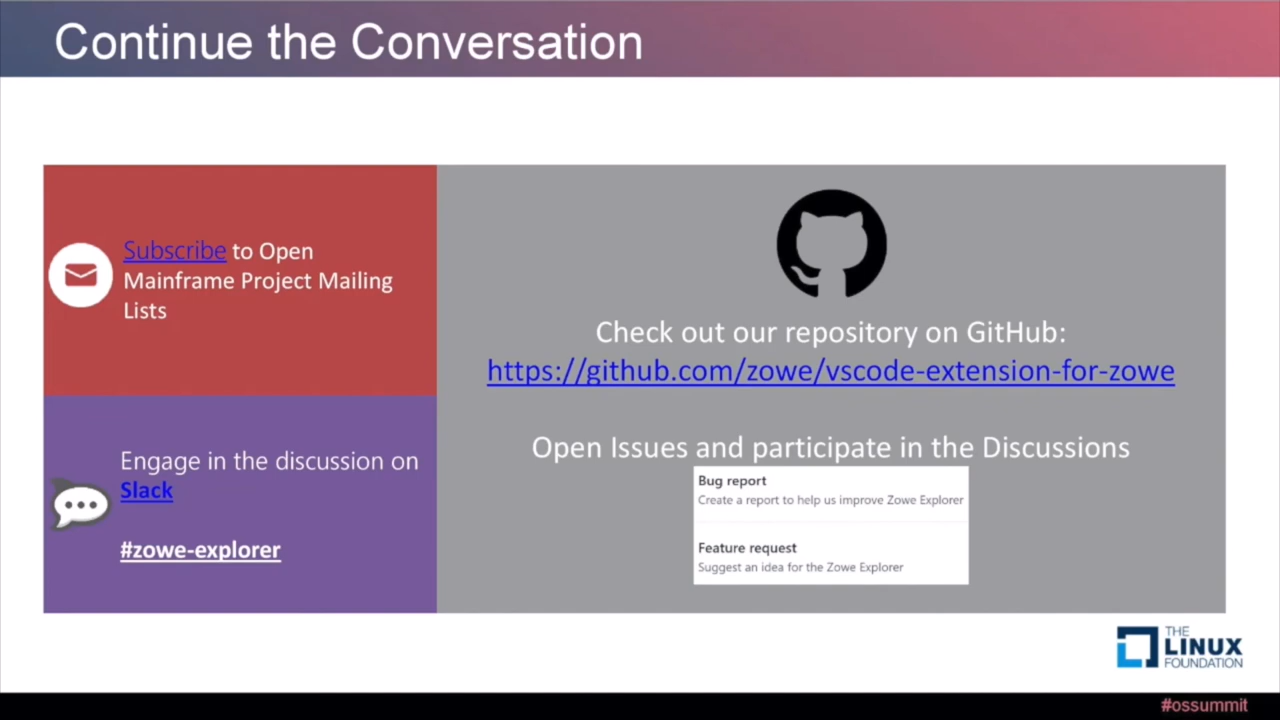 Continue the Conversation
Subscribe to Open
Mainframe Project Mailing
Lists
Engage in the discussion on
Slack
#zowe-explorer
Check out our repository on GitHub:
https://github.com/zowe/vscode-extension-for-zowe
Open Issues and participate in the Discussions
Bug report
Create a report to help us improve Zowe Explorer
Feature request
Suggest an idea for the Zowe Explorer
THE
LINUX
FOUNDATION
#ossummit